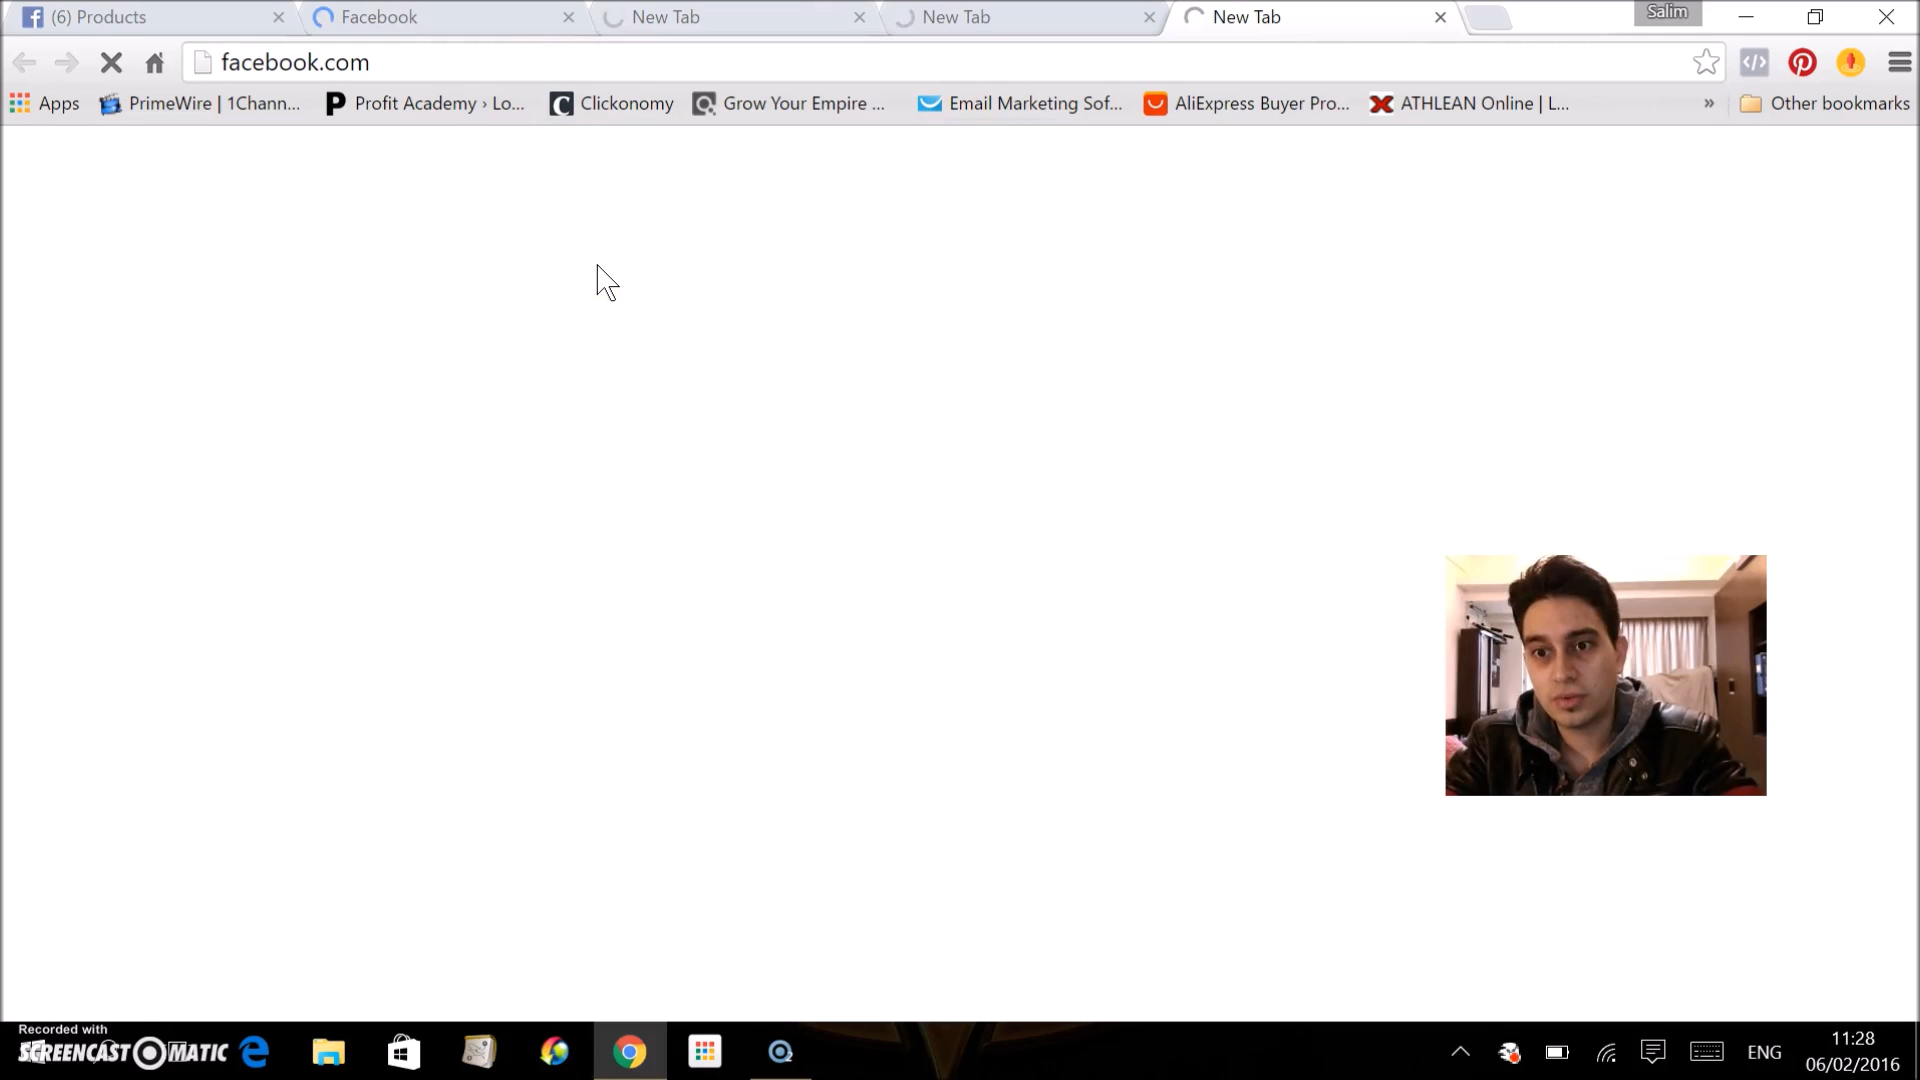 (6) Products
Facebook
New Tab
New Tab
New Tab
Salim
facebook.com
Apps
PrimeWire | 1Chann...
Profit Academy › Lo...
Clickonomy
Grow Your Empire ...
Email Marketing Sof...
AliExpress Buyer Pro...
ATHLEAN Online | L...
»
Other bookmarks
Recorded with
SCREENCAST MATIC
ENG
11:28
06/02/2016